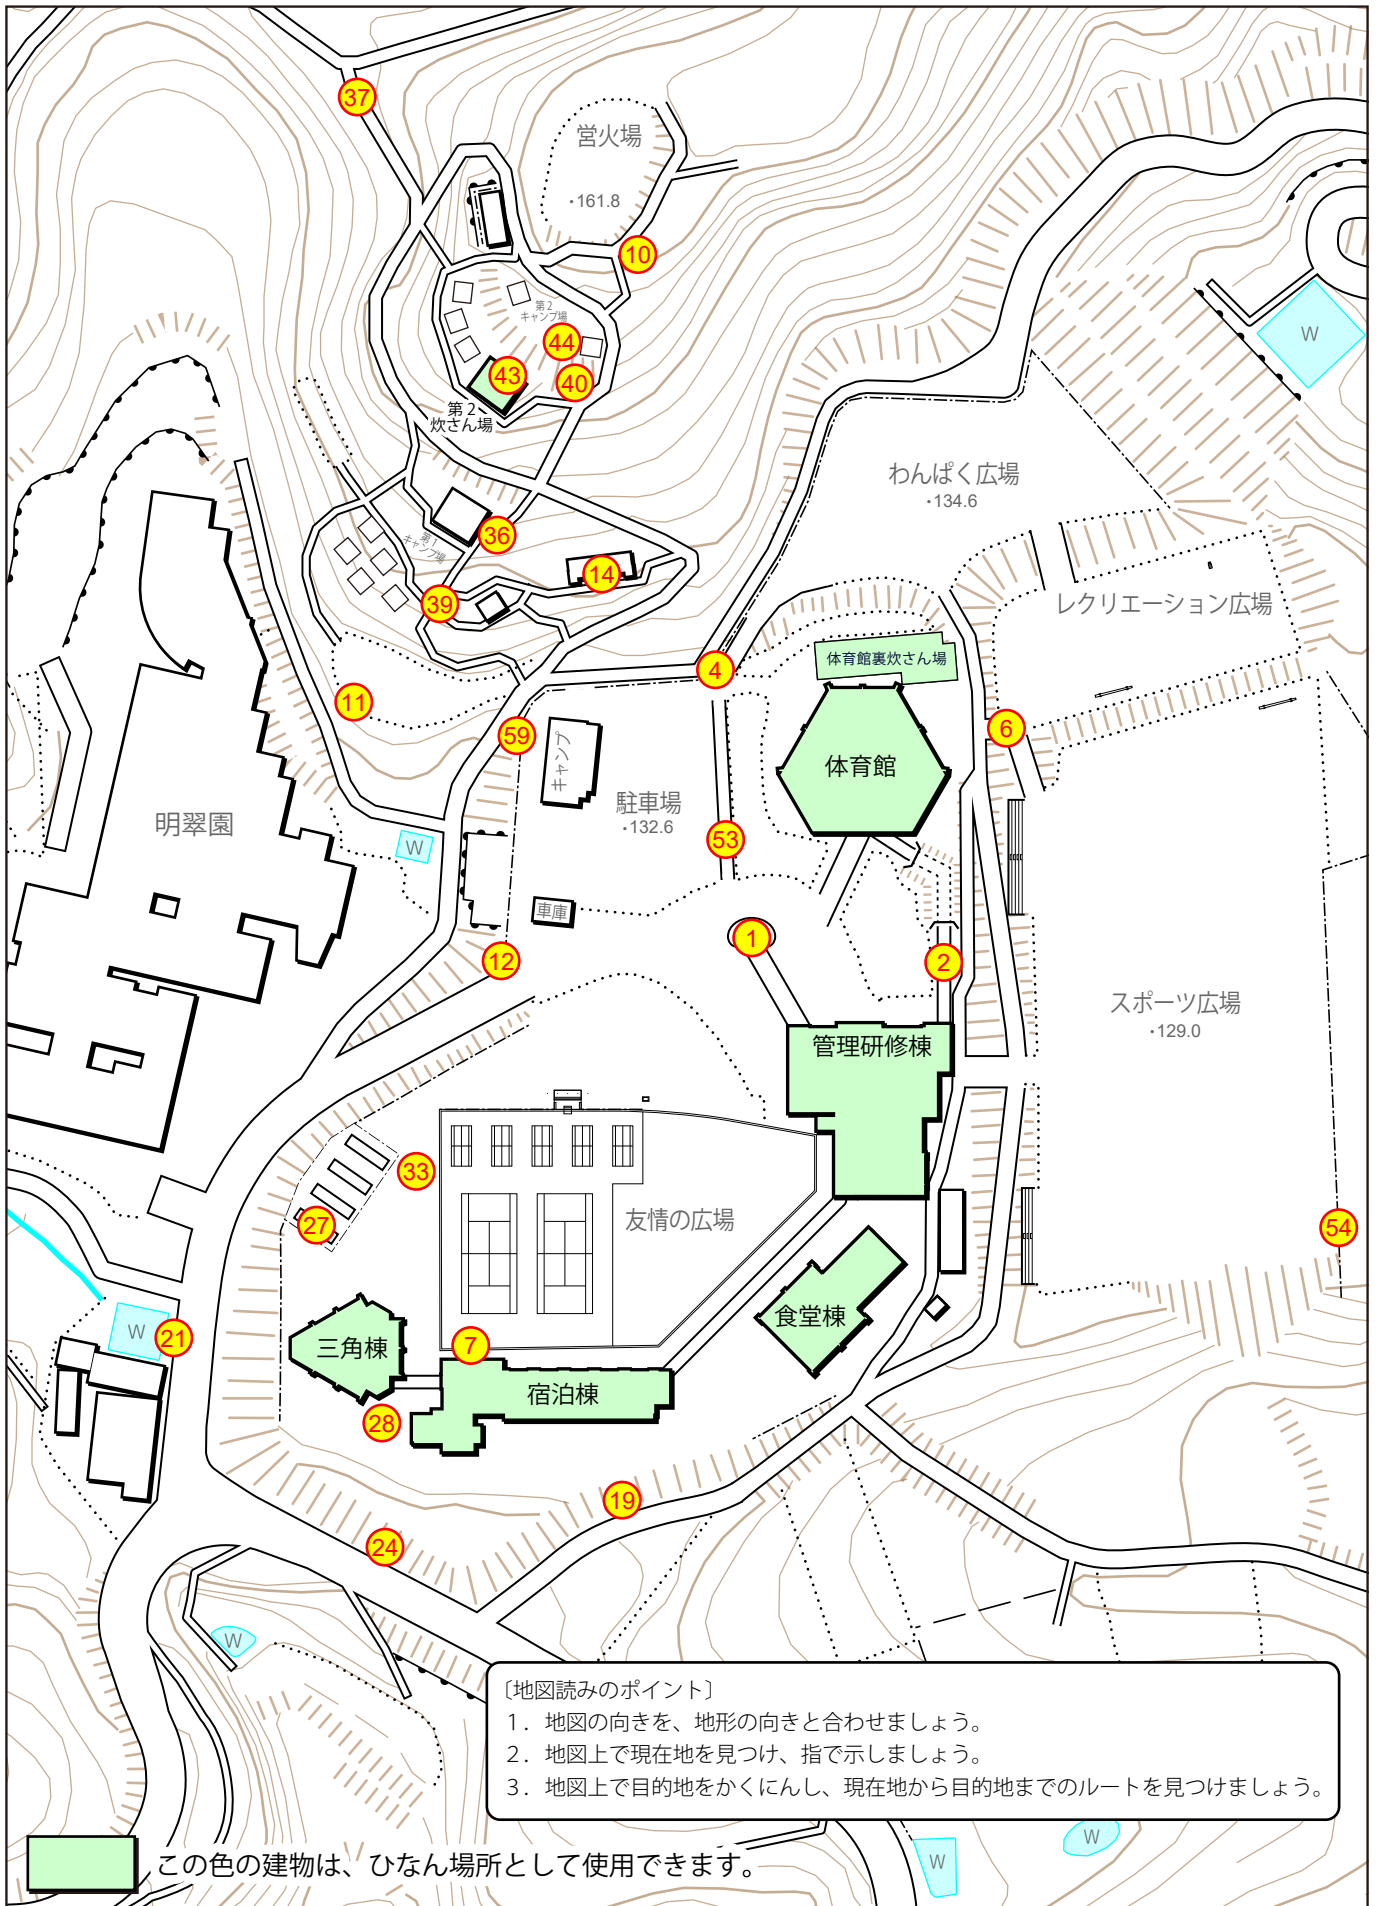 37
営火場
·161.8
10
W
第2
キャンプ場
44
43
40
第2
炊さん場
わんぱく広場
·134.6
36
第1
キャンプ場
14
39
レクリエーション広場
体育館裏炊さん場
4
11
59
キャンプ
6
体育館
駐車場
·132.6
明翠園
53
W
車庫
1
12
2
スポーツ広場
·129.0
管理研修棟
33
27
友情の広場
54
食堂棟
W
21
三角棟
7
宿泊棟
28
19
24
W
〔地図読みのポイント〕
1．地図の向きを、地形の向きと合わせましょう。
2．地図上で現在地を見つけ、指で示しましょう。
3．地図上で目的地をかくにんし、現在地から目的地までのルートを見つけましょう。
W
W
この色の建物は、ひなん場所として使用できます。